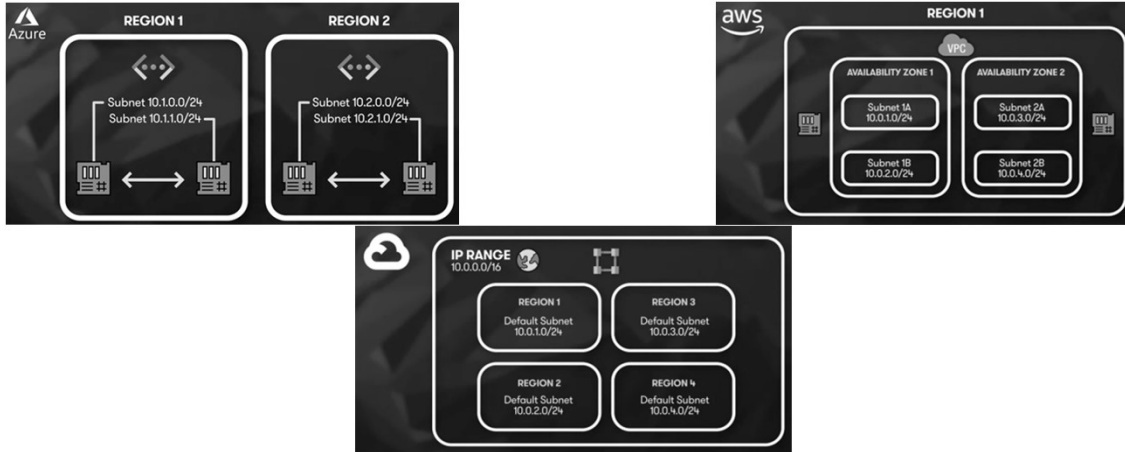 Azure
REGION 1
Subnet 10.1.0.0/24
Subnet 10.1.1.0/24
REGION 2
Subnet 10.2.0.0/24
Subnet 10.2.1.0/24
aws
REGION 1
VPC
AVAILABILITY ZONE 1
Subnet 1A
10.0.1.0/24
Subnet 1B
10.0.2.0/24
AVAILABILITY ZONE 2
Subnet 2A
10.0.3.0/24
Subnet 2B
10.0.4.0/24
IP RANGE
10.0.0.0/16
REGION 1
Default Subnet
10.0.1.0/24
REGION 3
Default Subnet
10.0.3.0/24
REGION 2
Default Subnet
10.0.2.0/24
REGION 4
Default Subnet
10.0.4.0/24